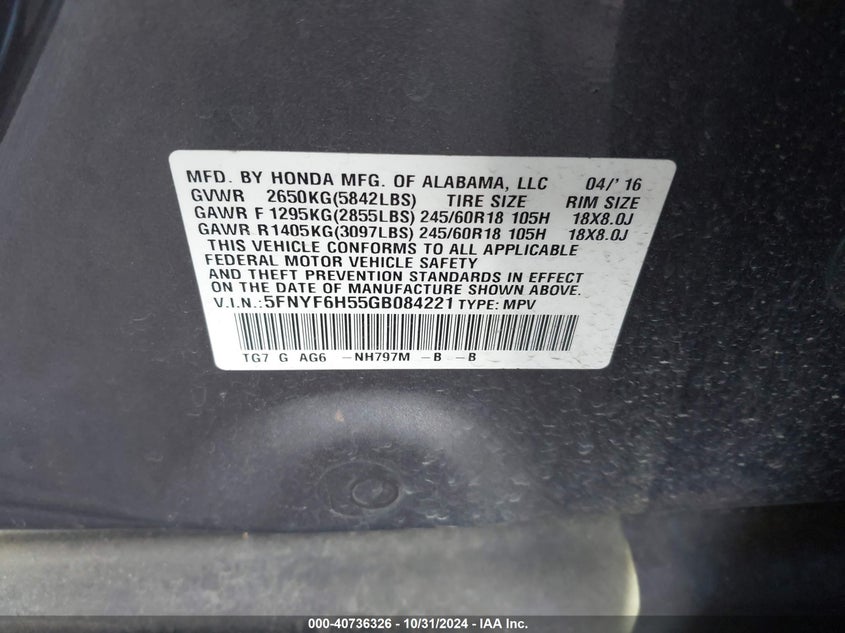 MFD. BY HONDA MFG. OF ALABAMA, LLC 04/' 16
GVWR 2650KG(5842LBS) TIRE SIZE RIM SIZE
GAWR F 1295KG(2855LBS) 245/60R18 105H 18X8.0J
GAWR R1405KG(3097LBS) 245/60R18 105H 18X8.0J
THIS VEHICLE CONFORMS TO ALL APPLICABLE
FEDERAL MOTOR VEHICLE SAFETY
AND THEFT PREVENTION STANDARDS IN EFFECT
ON THE DATE OF MANUFACTURE SHOWN ABOVE.
V.I.N.:5FNYF6H55GB084221 TYPE: MPV
TG7 G AG6 -NH797M -B -B
000-40736326 - 10/31/2024 - IAA Inc.